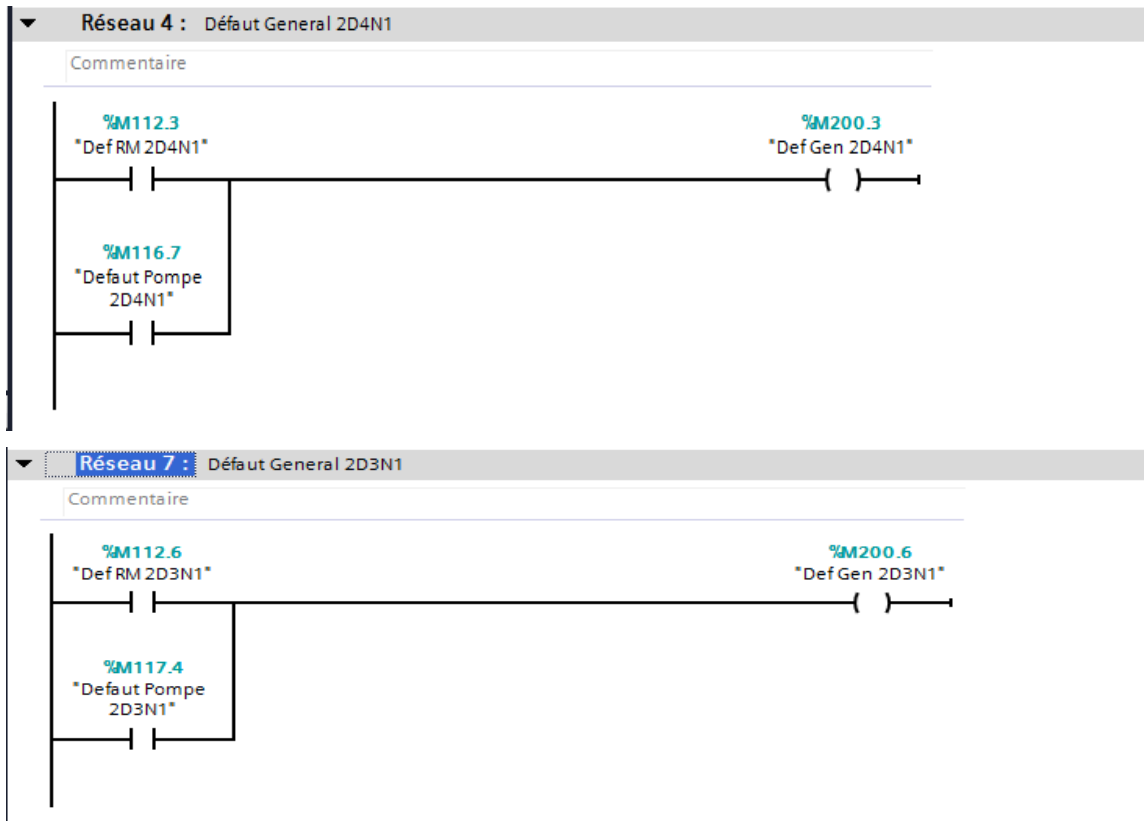 Réseau 4 : Défaut General 2D4N1
Commentaire
%M112.3 %M200.3
"Def RM 2D4N1" "Def Gen 2D4N1"
%M116.7
"Defaut Pompe
2D4N1"
Réseau 7 : Défaut General 2D3N1
Commentaire
%M112.6 %M200.6
"Def RM 2D3N1" "Def Gen 2D3N1"
%M117.4
"Defaut Pompe
2D3N1"